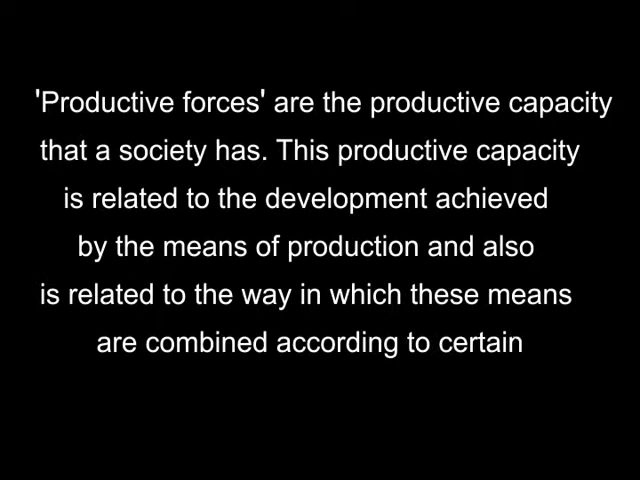 'Productive forces' are the productive capacity
that a society has. This productive capacity
is related to the development achieved
by the means of production and also
is related to the way in which these means
are combined according to certain